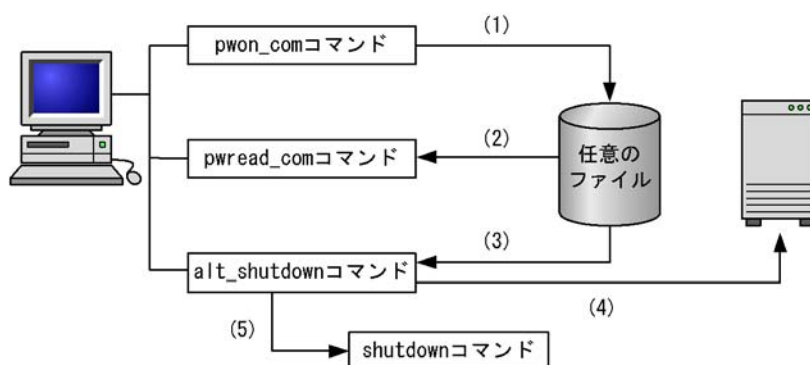 pwon_comコマンド
(1)
pwread_comコマンド
(2)
任意の
ファイル
(3)
alt_shutdownコマンド
(4)
(5)
shutdownコマンド